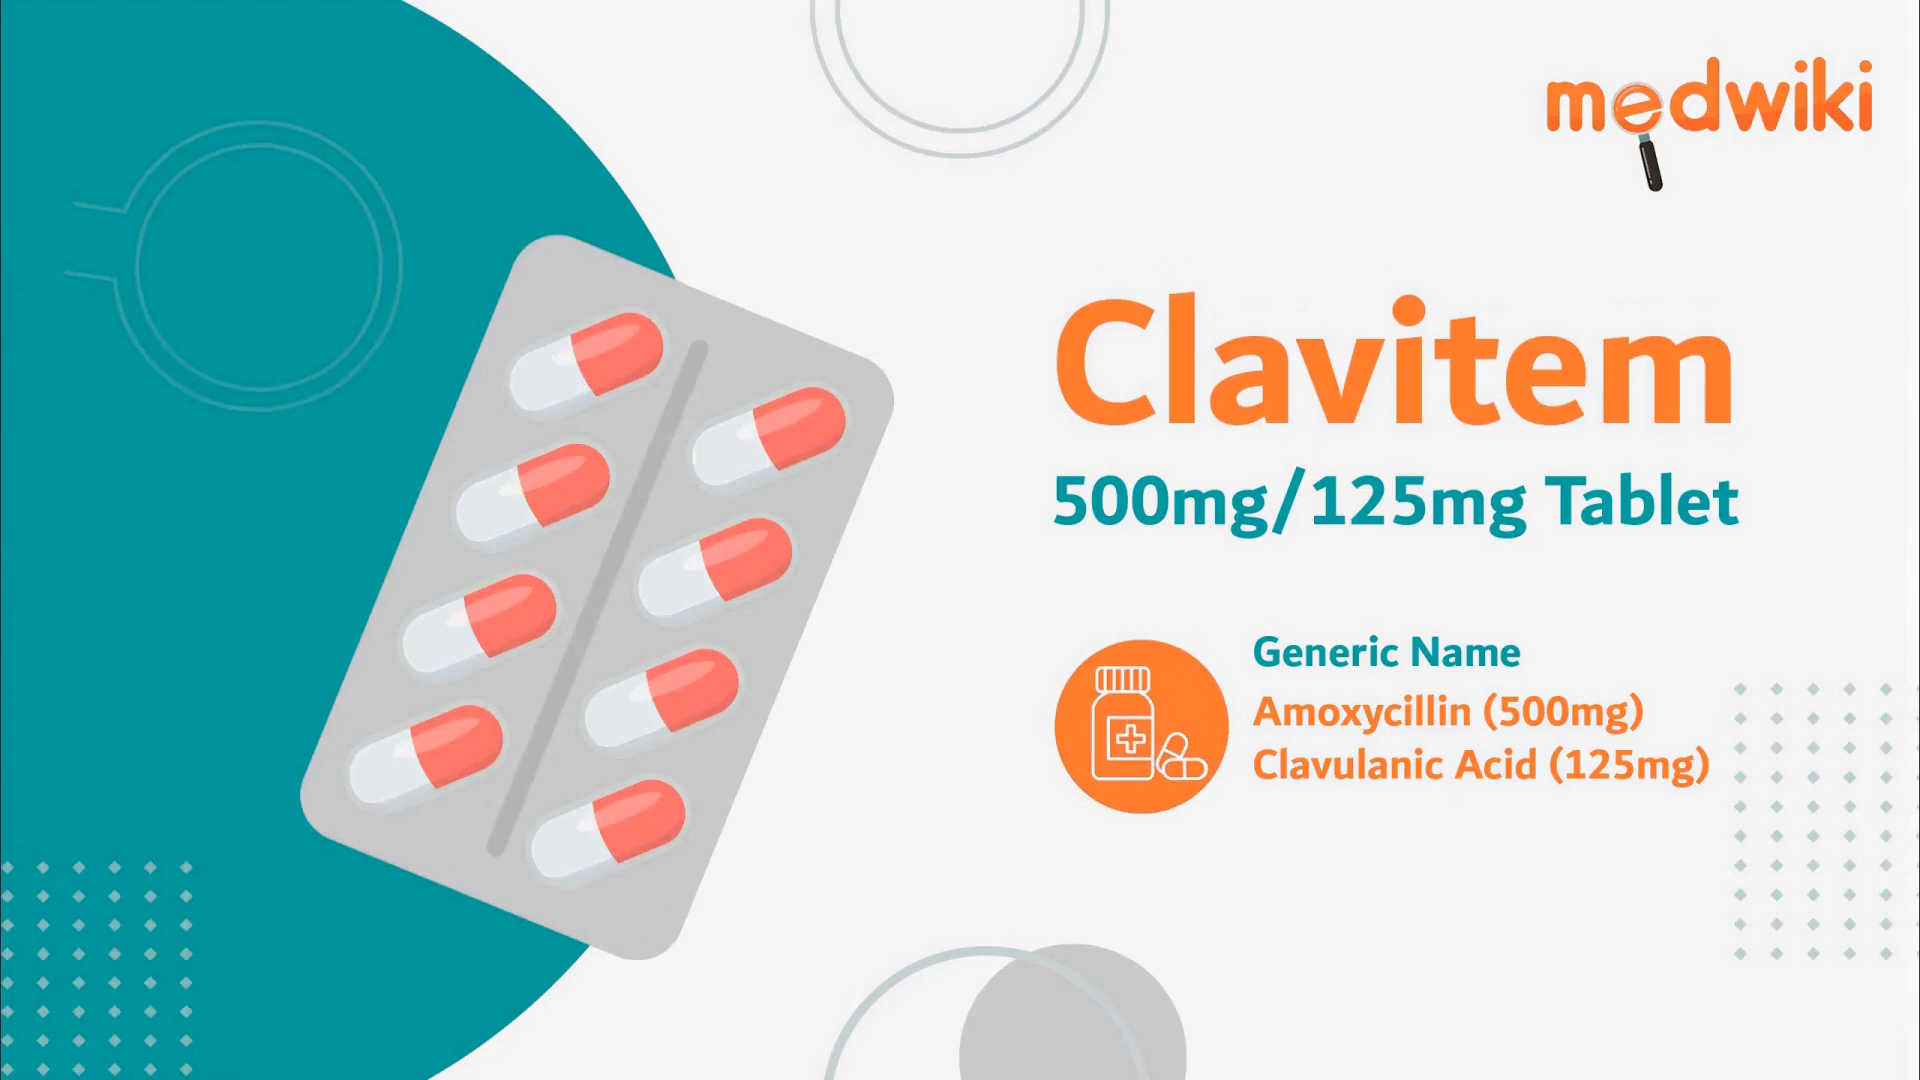 medwiki
Clavitem
500mg/125mg Tablet
Generic Name
Amoxycillin (500mg)
Clavulanic Acid (125mg)